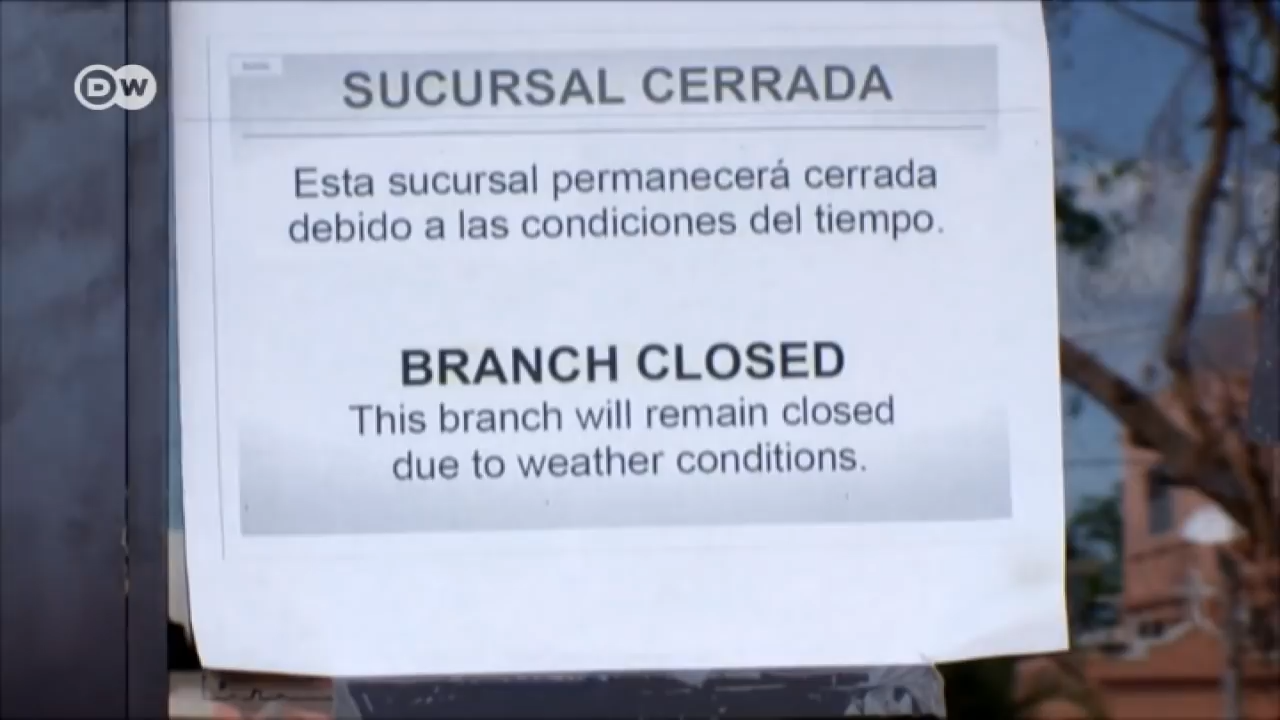 DW
SUCURSAL CERRADA
Esta sucursal permanecerá cerrada
debido a las condiciones del tiempo.
BRANCH CLOSED
This branch will remain closed
due to weather conditions.